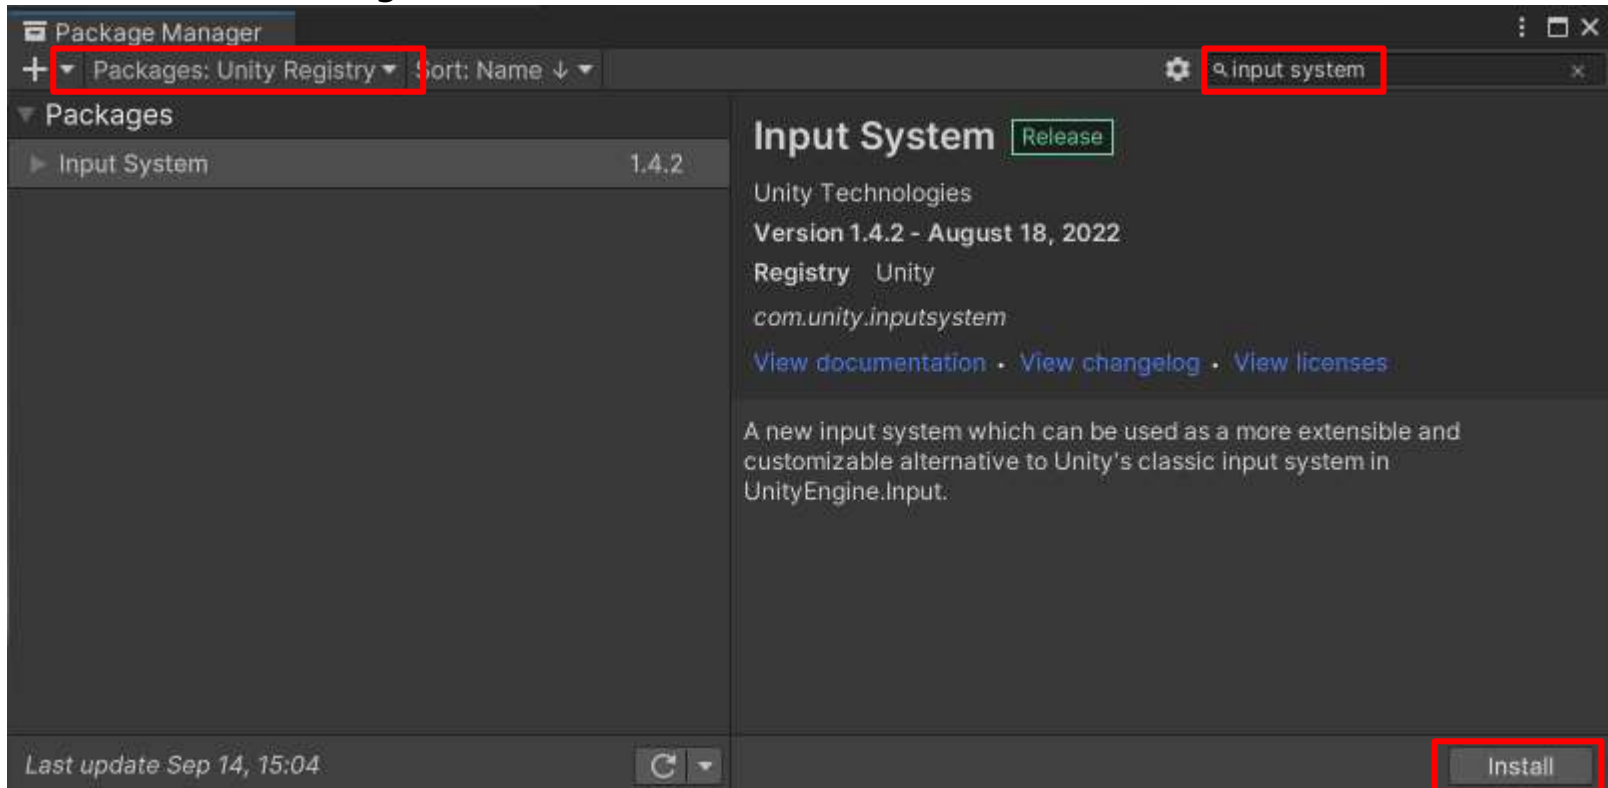 Package Manager
+ Packages: Unity Registry Sort: Name ↓
input system
Packages
Input System 1.4.2
Input System Release
Unity Technologies
Version 1.4.2 - August 18, 2022
Registry Unity
com.unity.inputsystem
View documentation • View changelog • View licenses
A new input system which can be used as a more extensible and
customizable alternative to Unity's classic input system in
UnityEngine.Input.
Last update Sep 14, 15:04
Install